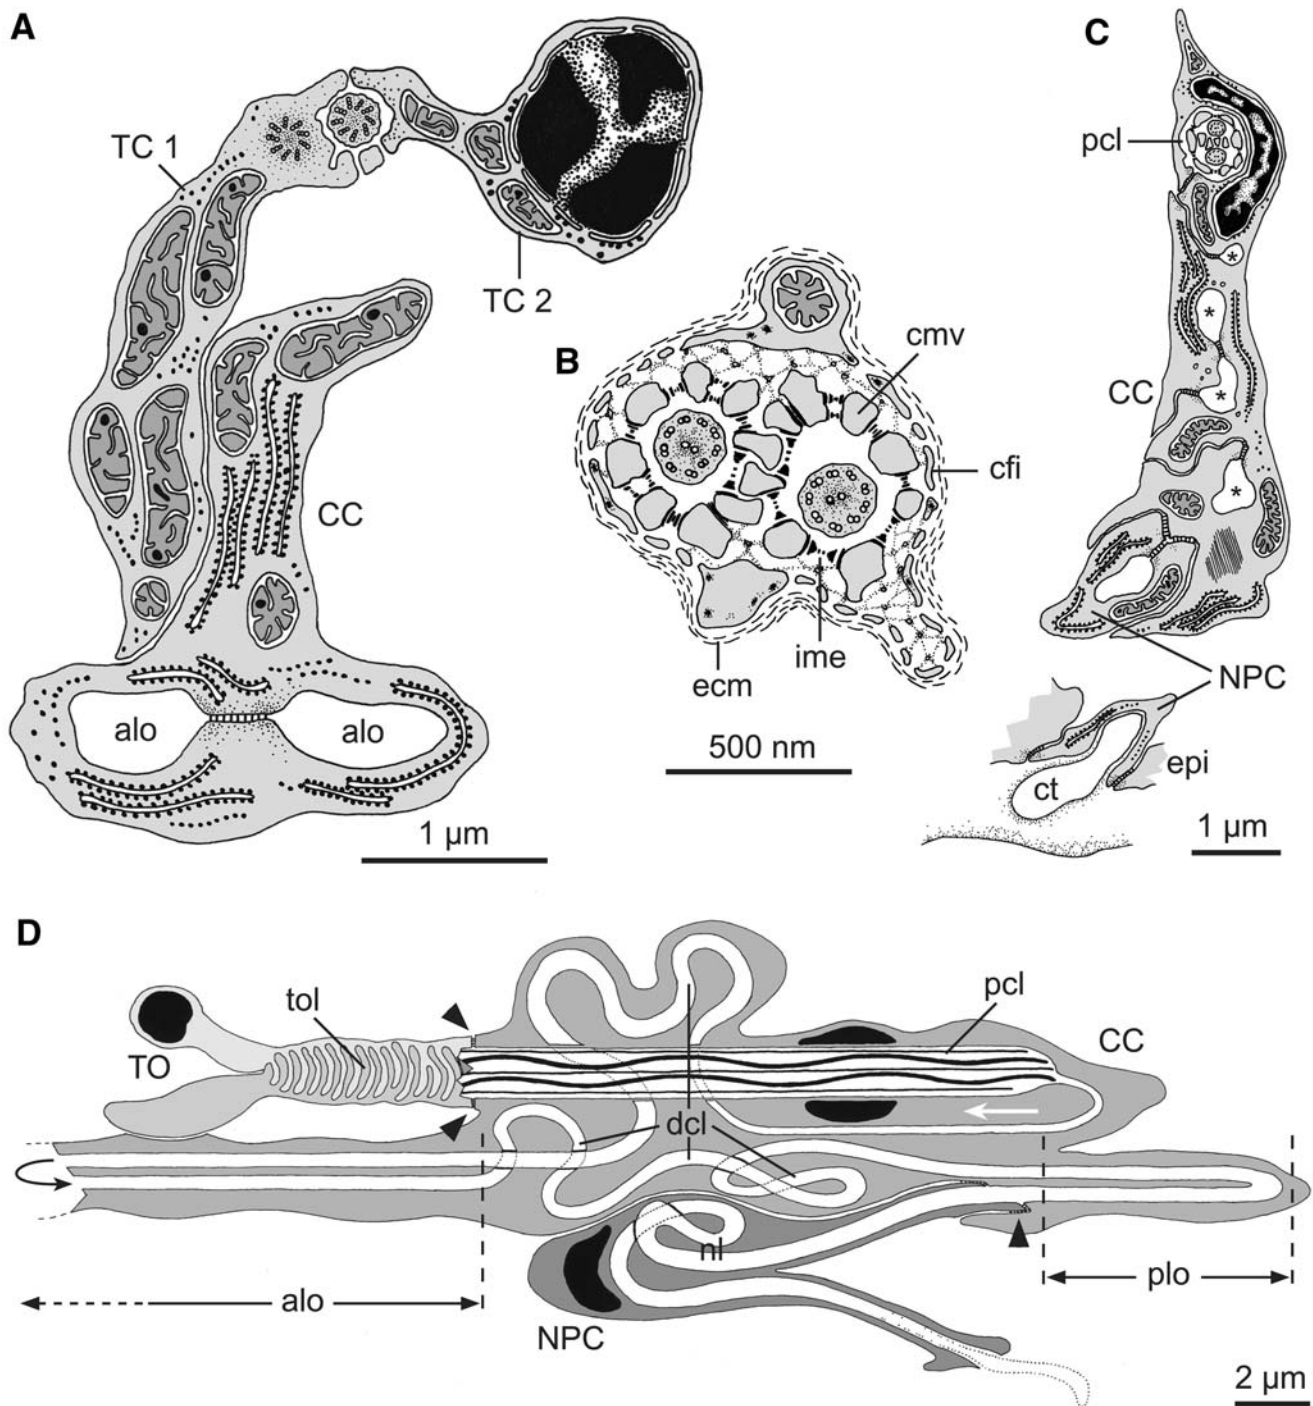 A
TC 1
TC 2
CC
alo
alo
1 µm
B
cmv
cfi
ime
ecm
500 nm
C
pcl
*
*
CC
*
*
NPC
epi
ct
1 µm
D
tol
TO
pcl
CC
dcl
nl
alo
plo
NPC
2 µm